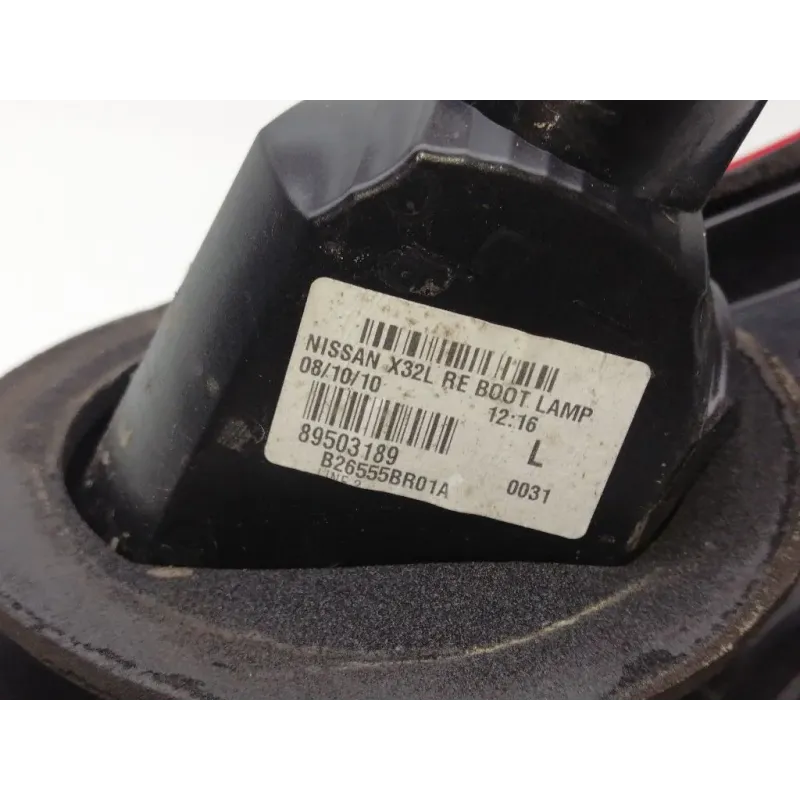 NISSAN X32L RE BOOT LAMP
08/10/10 12:16
89503189 L
B26555BR01A 0031